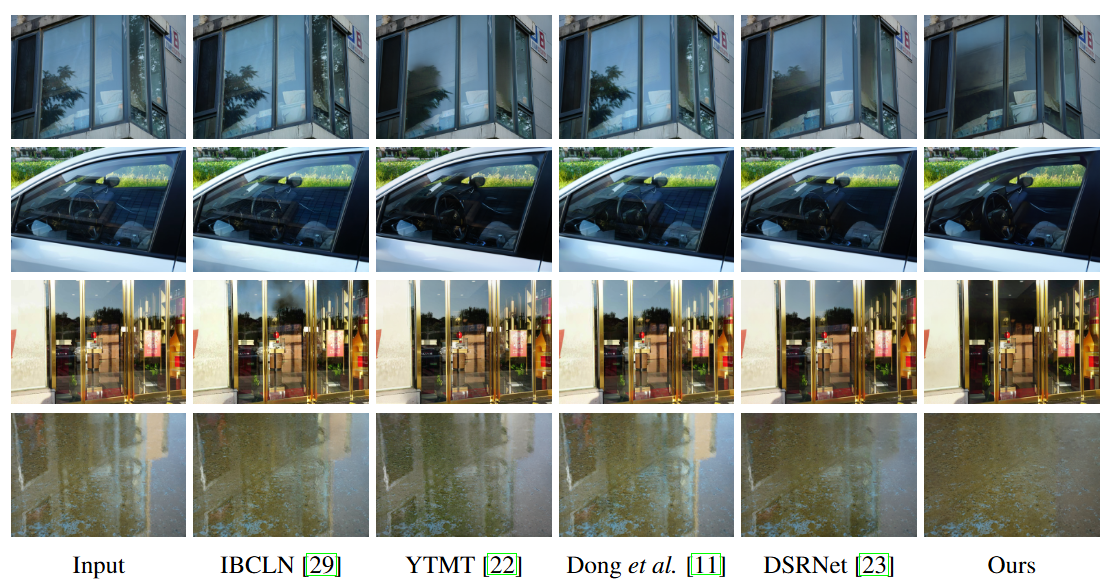 Input IBCLN [29] YTMT [22] Dong et al. [11] DSRNet [23] Ours